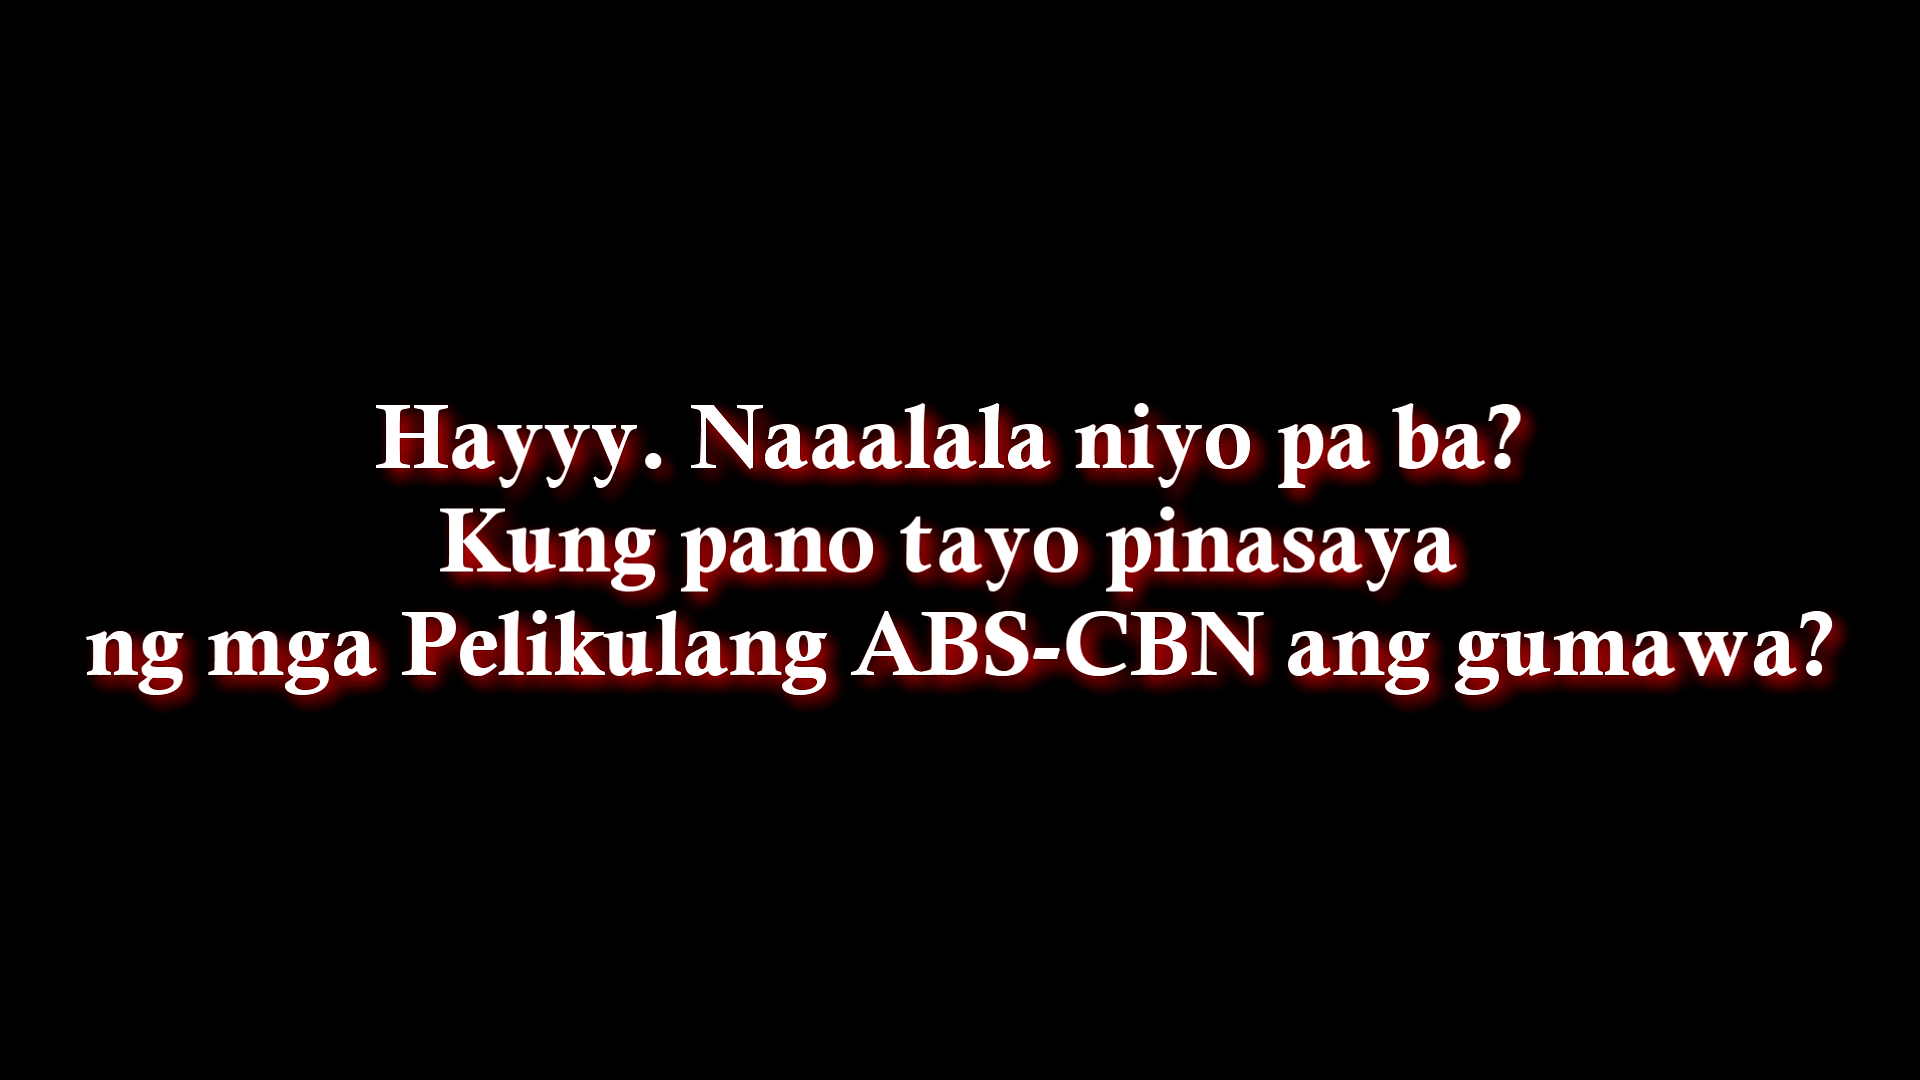 Hayyy. Naaalala niyo pa ba?
Kung pano tayo pinasaya
ng mga Pelikulang ABS-CBN ang gumawa?